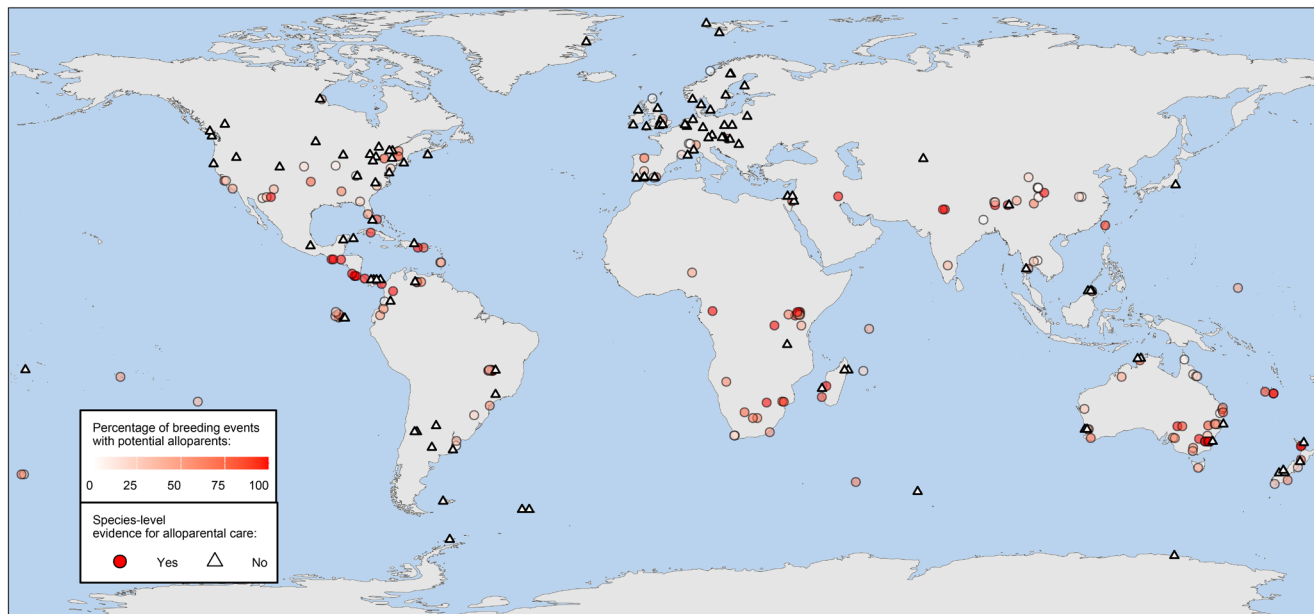 Percentage of breeding events
with potential alloparents:
0 25 50 75 100
Species-level
evidence for alloparental care:
Yes No